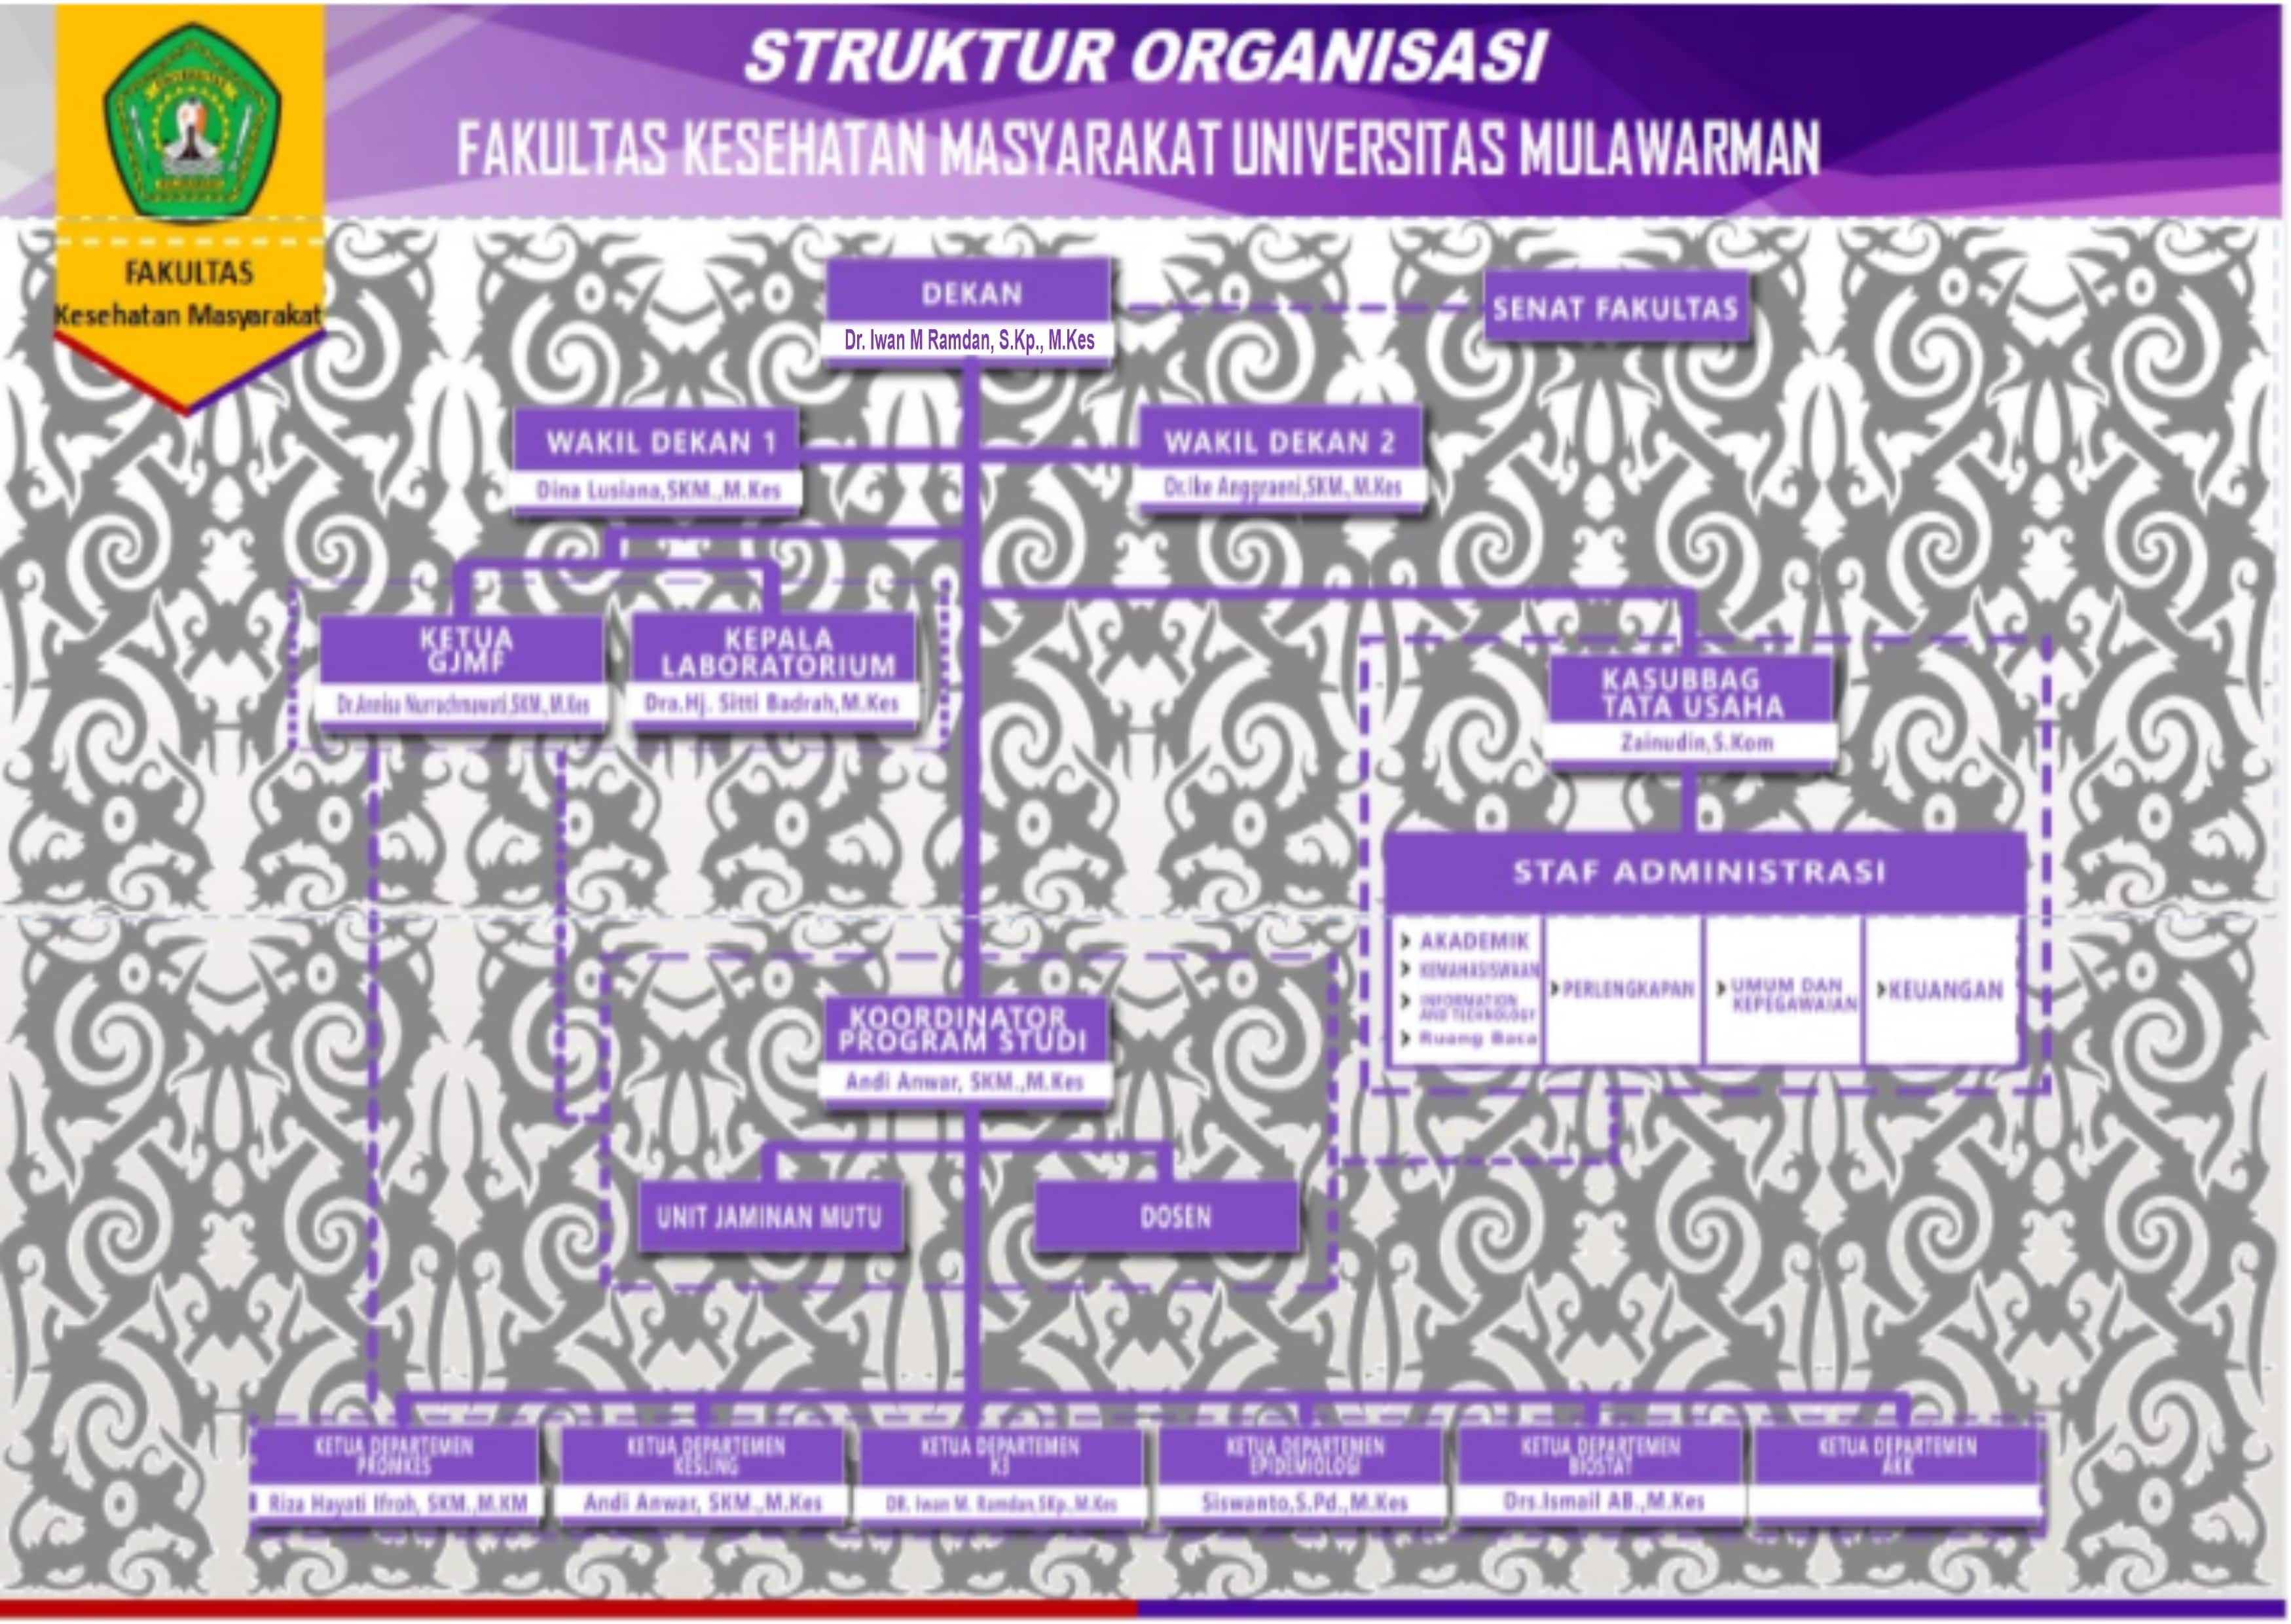 STRUKTUR ORGANISASI
FAKULTAS KESEHATAN MASYARAKAT UNIVERSITAS MULAWARMAN
FAKULTAS
Kesehatan Masyarakat
DEKAN
Dr. Iwan M Ramdan, S.Kp., M.Kes
SENAT FAKULTAS
WAKIL DEKAN 1
Dina Lusiana,SKM.,M.Kes
WAKIL DEKAN 2
Dr.Ike Anggraeni,SKM.,M.Kes
KETUA
GJMF
Dr.Annisa Nurrachmawati,SKM.,M.Kes
KEPALA
LABORATORIUM
Dra.Hj. Sitti Badrah,M.Kes
KASUBBAG
TATA USAHA
Zainudin,S.Kom
STAF ADMINISTRASI
AKADEMIK
KEMAHASISWAAN
INFORMATION
AND TECHNOLOGY
Ruang Baca
PERLENGKAPAN
UMUM DAN
KEPEGAWAIAN
KEUANGAN
KOORDINATOR
PROGRAM STUDI
Andi Anwar, SKM.,M.Kes
UNIT JAMINAN MUTU
DOSEN
KETUA DEPARTEMEN
PROMKES
Riza Hayati Ifroh, SKM.,M.KM
KETUA DEPARTEMEN
KESLING
Andi Anwar, SKM.,M.Kes
KETUA DEPARTEMEN
K3
DR. Iwan M. Ramdan,SKp.,M.Kes
KETUA DEPARTEMEN
EPIDEMIOLOGI
Siswanto,S.Pd.,M.Kes
KETUA DEPARTEMEN
BIOSTAT
Drs.Ismail AB.,M.Kes
KETUA DEPARTEMEN
AKK